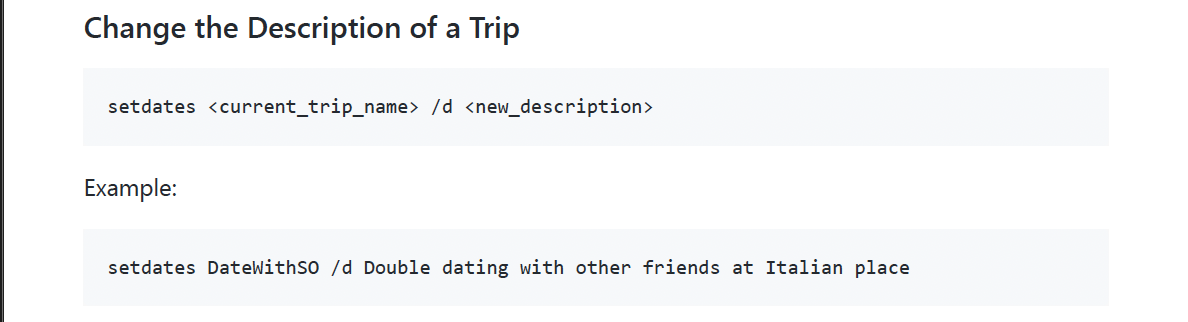 Change the Description of a Trip
setdates <current_trip_name> /d <new_description>
Example:
setdates DateWithSO /d Double dating with other friends at Italian place